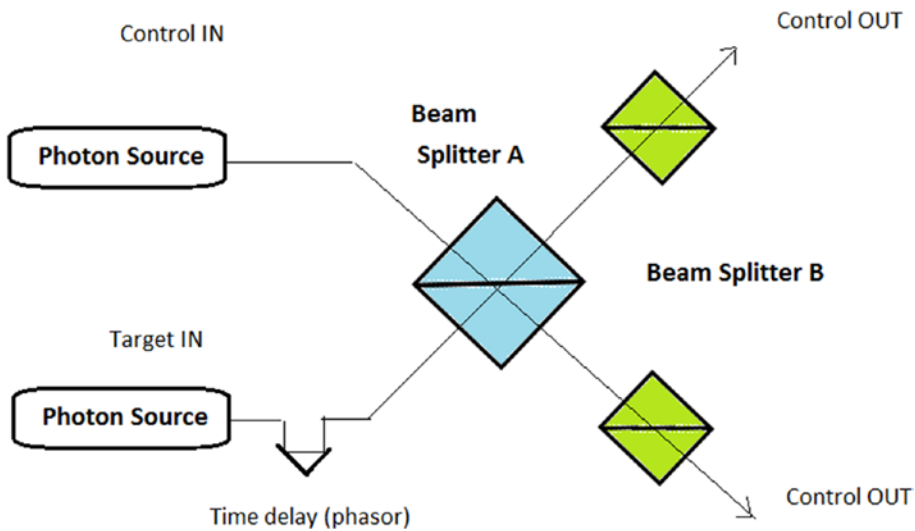 Control IN
Control OUT
Beam
Splitter A
Photon Source
Beam Splitter B
Target IN
Photon Source
Control OUT
Time delay (phasor)